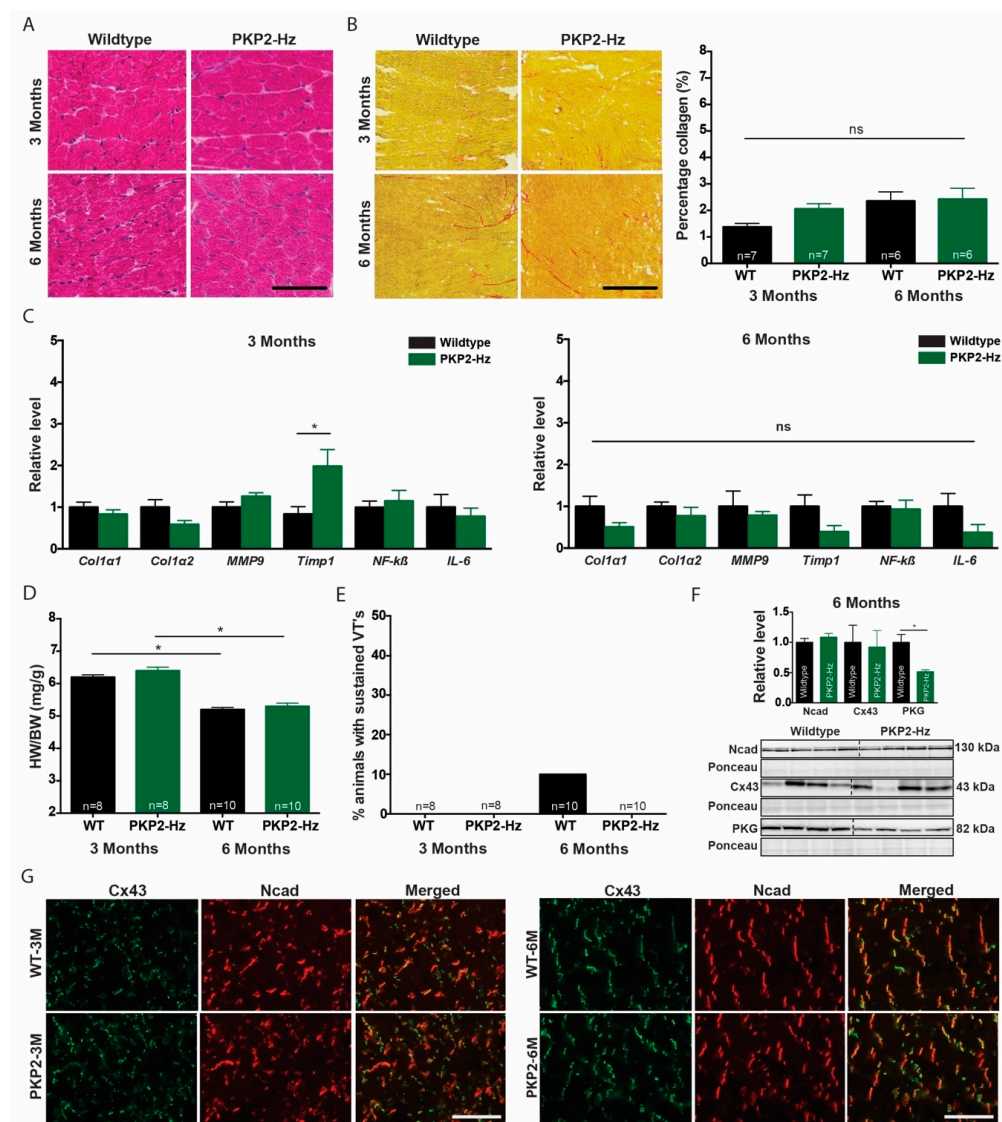 A
Wildtype PKP2-Hz
3 Months
6 Months
B
Wildtype PKP2-Hz
3 Months
6 Months
Percentage collagen (%)
8
7
6
5
4
3
2
1
0
ns
n=7 n=7 n=6 n=6
WT PKP2-Hz WT PKP2-Hz
3 Months 6 Months
C
3 Months
Wildtype
PKP2-Hz
Relative level
5
4
3
2
1
0
*
Col1α1 Col1α2 MMP9 Timp1 NF-kß IL-6
6 Months
Wildtype
PKP2-Hz
Relative level
5
4
3
2
1
0
ns
Col1α1 Col1α2 MMP9 Timp1 NF-kß IL-6
D
HW/BW (mg/g)
8
7
6
5
4
3
2
*
*
n=8 n=8 n=10 n=10
WT PKP2-Hz WT PKP2-Hz
3 Months 6 Months
E
% animals with sustained VT's
50
40
30
20
10
0
n=8 n=8 n=10 n=10
WT PKP2-Hz WT PKP2-Hz
3 Months 6 Months
F
6 Months
Relative level
1.5
1.0
0.5
0.0
*
Wildtype PKP2-Hz Wildtype PKP2-Hz Wildtype PKP2-Hz
Ncad Cx43 PKG
Wildtype PKP2-Hz
Ncad 130 kDa
Ponceau
Cx43 43 kDa
Ponceau
PKG 82 kDa
Ponceau
G
Cx43 Ncad Merged
WT-3M
PKP2-3M
Cx43 Ncad Merged
WT-6M
PKP2-6M